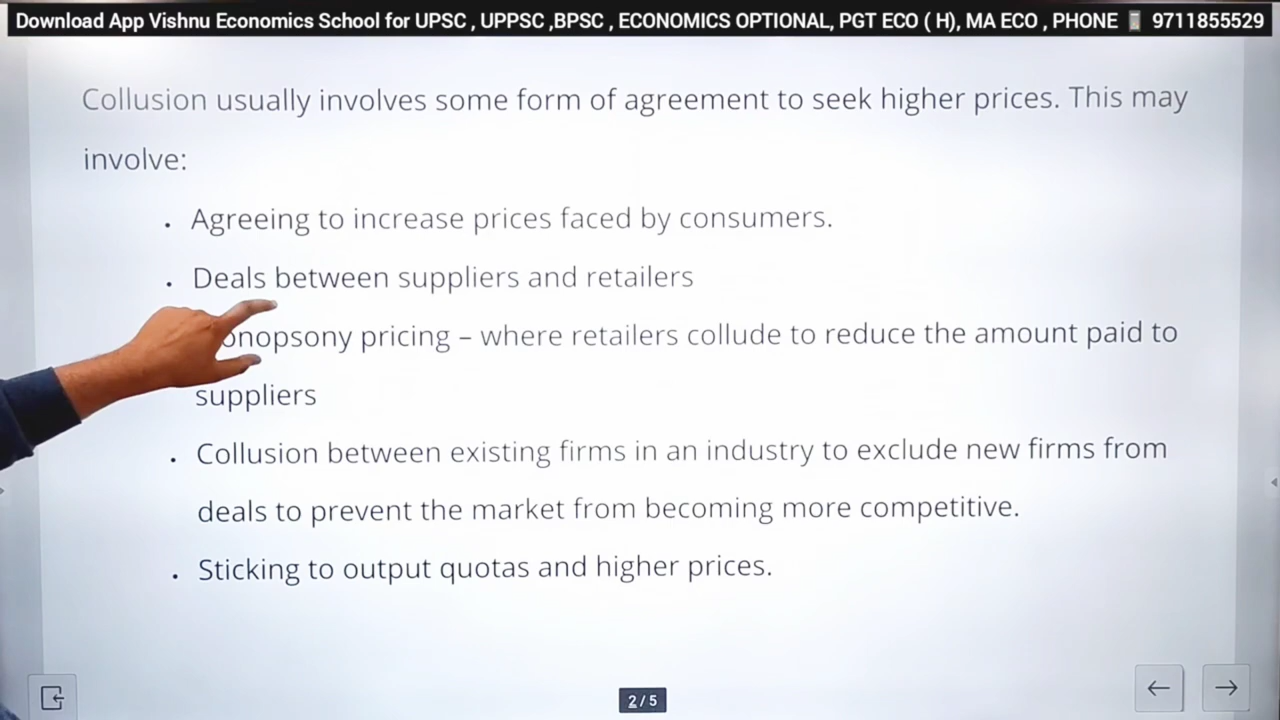 Download App Vishnu Economics School for UPSC , UPPSC ,BPSC , ECONOMICS OPTIONAL, PGT ECO ( H), MA ECO , PHONE 📱 9711855529
Collusion usually involves some form of agreement to seek higher prices. This may
involve:
. Agreeing to increase prices faced by consumers.
. Deals between suppliers and retailers
onopsony pricing – where retailers collude to reduce the amount paid to
suppliers
. Collusion between existing firms in an industry to exclude new firms from
deals to prevent the market from becoming more competitive.
. Sticking to output quotas and higher prices.
2 / 5